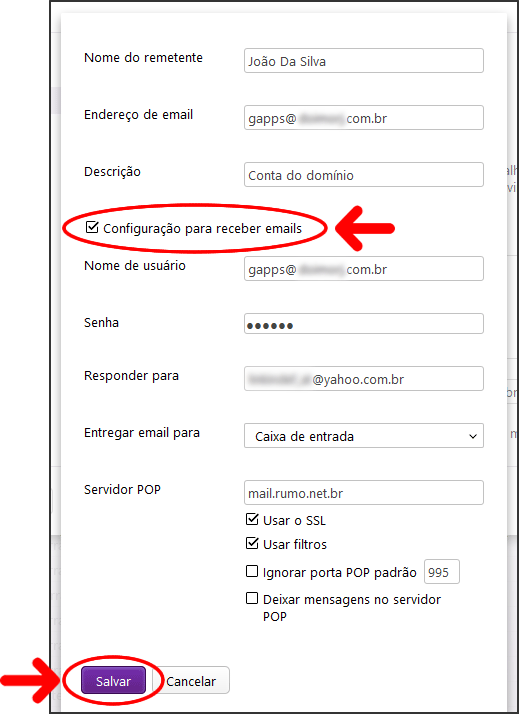 Nome do remetente
João Da Silva
Endereço de email
gapps@ .com.br
Descrição
Conta do domínio
Configuração para receber emails
Nome de usuário
gapps@ .com.br
Senha
●●●●●●
Responder para
@yahoo.com.br
Entregar email para
Caixa de entrada
Servidor POP
mail.rumo.net.br
Usar o SSL
Usar filtros
Ignorar porta POP padrão 995
Deixar mensagens no servidor
POP
Salvar Cancelar